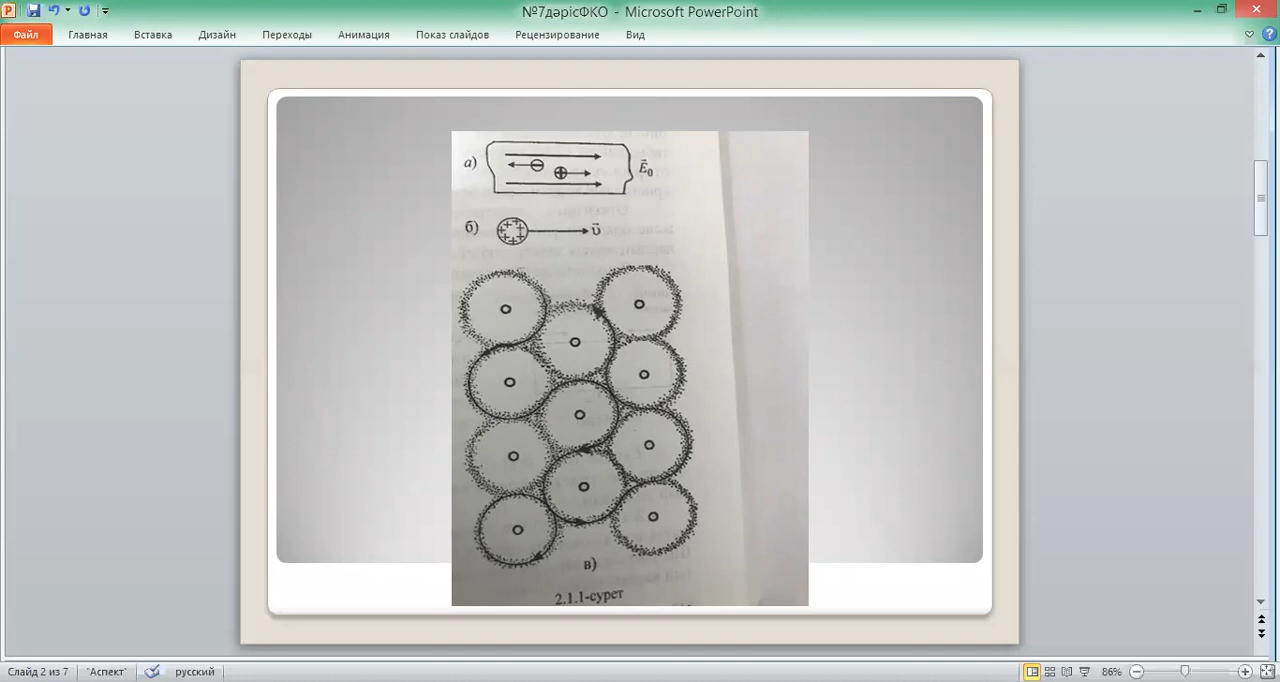 №7дәрісФКО - Microsoft PowerPoint
Файл Главная Вставка Дизайн Переходы Анимация Показ слайдов Рецензирование Вид
а) E⃗₀
б) υ⃗
в)
2.1.1-сурет
Слайд 2 из 7 "Аспект" русский 86%